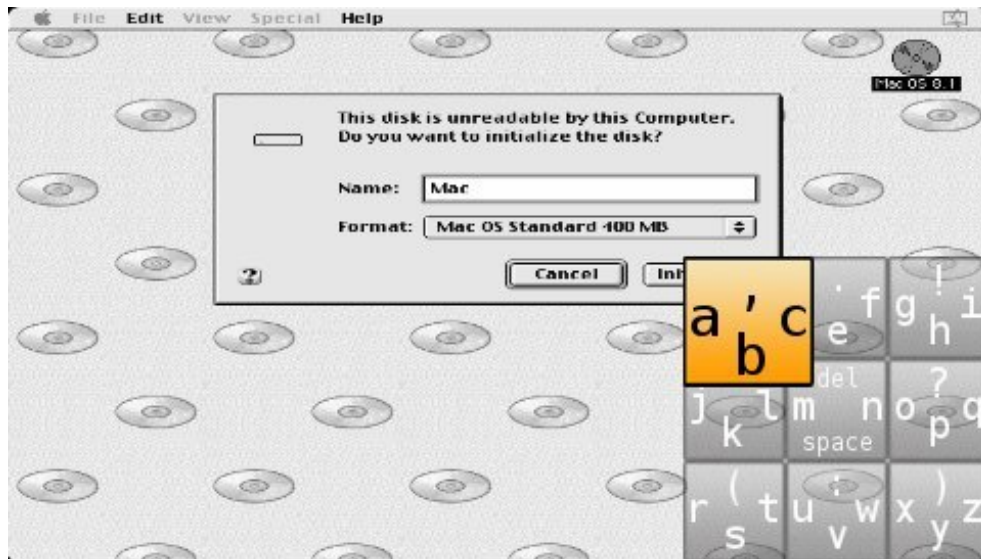 File Edit View Special Help
Mac OS 8.1
This disk is unreadable by this Computer.
Do you want to initialize the disk?
Name: Mac
Format: Mac OS Standard 400 MB
Cancel
a ' c
b
. f
e
g ! i
h
del
j l m n o ? q
k space p
r ( t u : w x ) z
s v y